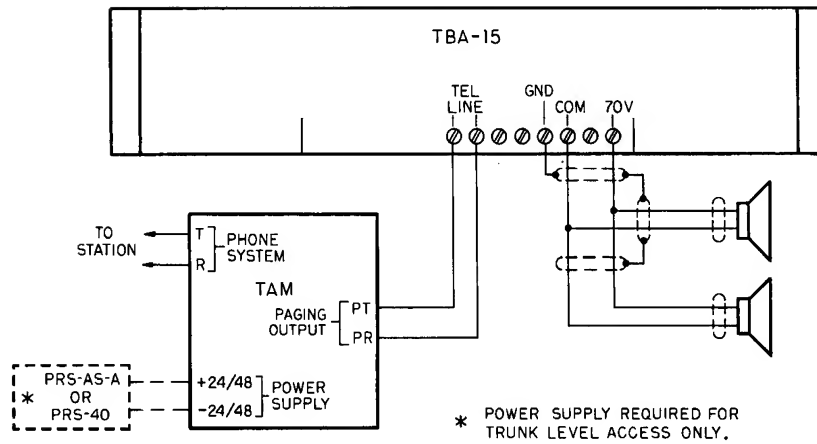 TBA-15
TEL
LINE
GND
COM
70V
TO
STATION
T
R
PHONE
SYSTEM
TAM
PAGING
OUTPUT
PT
PR
* PRS-AS-A
OR
PRS-40
+24/48
-24/48
POWER
SUPPLY
* POWER SUPPLY REQUIRED FOR
TRUNK LEVEL ACCESS ONLY.